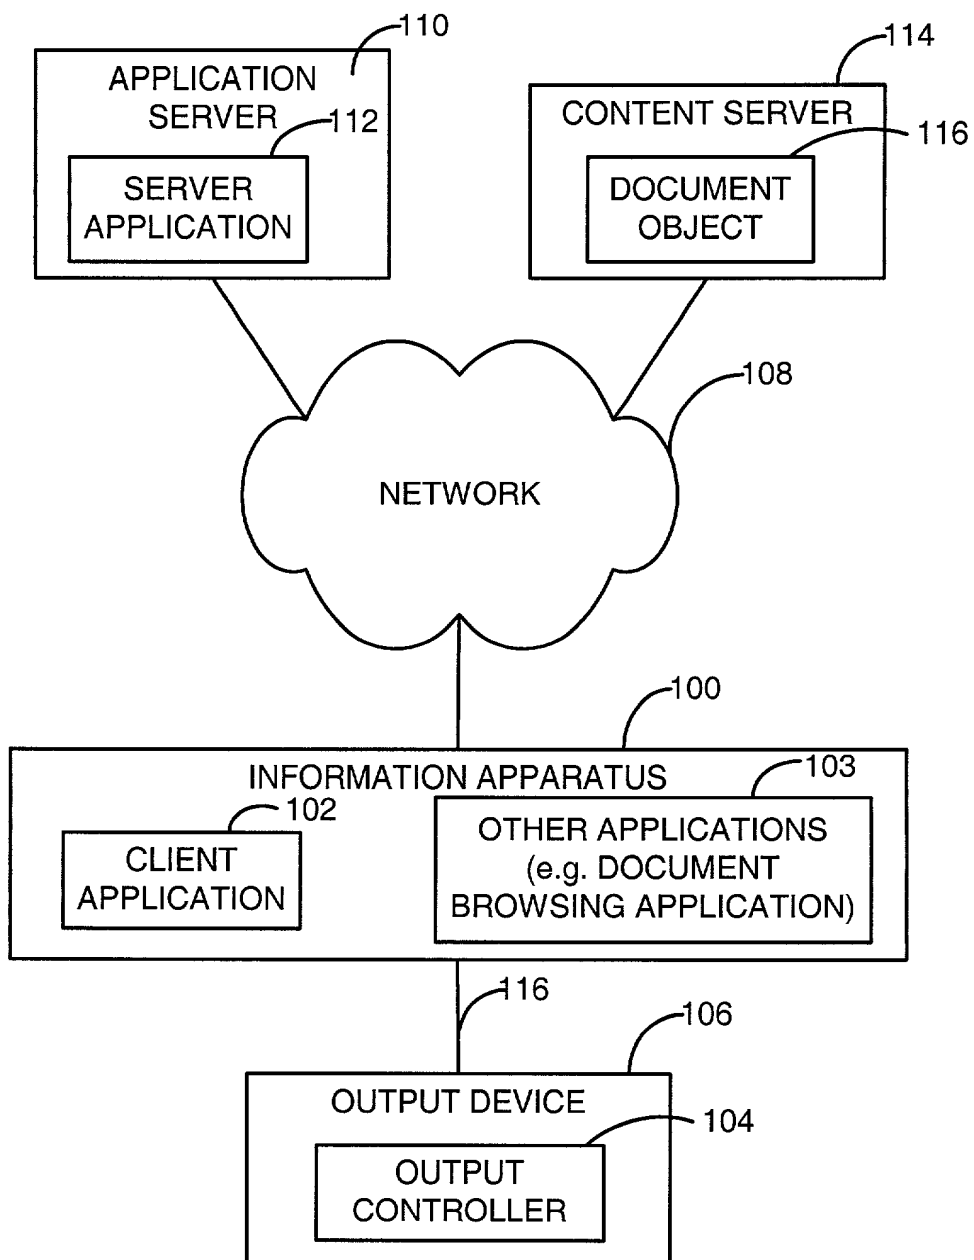 110
APPLICATION
SERVER
112
SERVER
APPLICATION
114
CONTENT SERVER
116
DOCUMENT
OBJECT
108
NETWORK
100
INFORMATION APPARATUS
102
CLIENT
APPLICATION
103
OTHER APPLICATIONS
(e.g. DOCUMENT
BROWSING APPLICATION)
116
106
OUTPUT DEVICE
104
OUTPUT
CONTROLLER